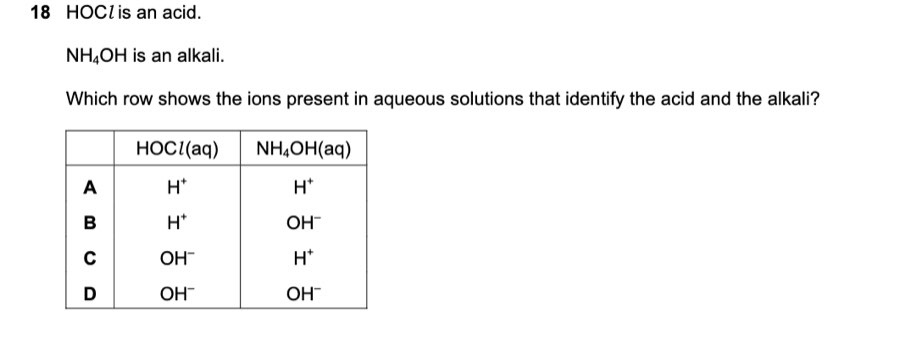 18 HOCl is an acid.
NH₄OH is an alkali.
Which row shows the ions present in aqueous solutions that identify the acid and the alkali?
HOCl(aq) NH₄OH(aq)
A H⁺ H⁺
B H⁺ OH⁻
C OH⁻ H⁺
D OH⁻ OH⁻